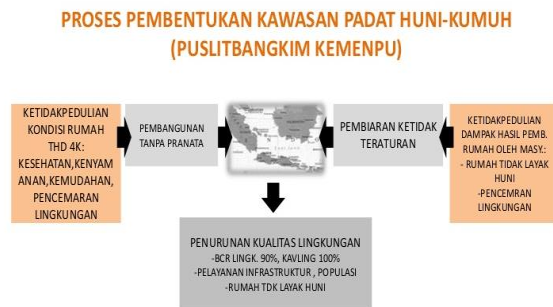 PROSES PEMBENTUKAN KAWASAN PADAT HUNI-KUMUH
(PUSLITBANGKIM KEMENPU)
KETIDAKPEDULIAN
KONDISI RUMAH
THD 4K:
KESEHATAN,KENYAM
ANAN,KEMUDAHAN,
PENCEMARAN
LINGKUNGAN
PEMBANGUNAN
TANPA PRANATA
PEMBIARAN KETIDAK
TERATURAN
KETIDAKPEDULIAN
DAMPAK HASIL PEMB.
RUMAH OLEH MASY.:
- RUMAH TIDAK LAYAK
HUNI
-PENCEMRAN
LINGKUNGAN
PENURUNAN KUALITAS LINGKUNGAN
-BCR LINGK. 90%, KAVLING 100%
-PELAYANAN INFRASTRUKTUR , POPULASI
-RUMAH TDK LAYAK HUNI